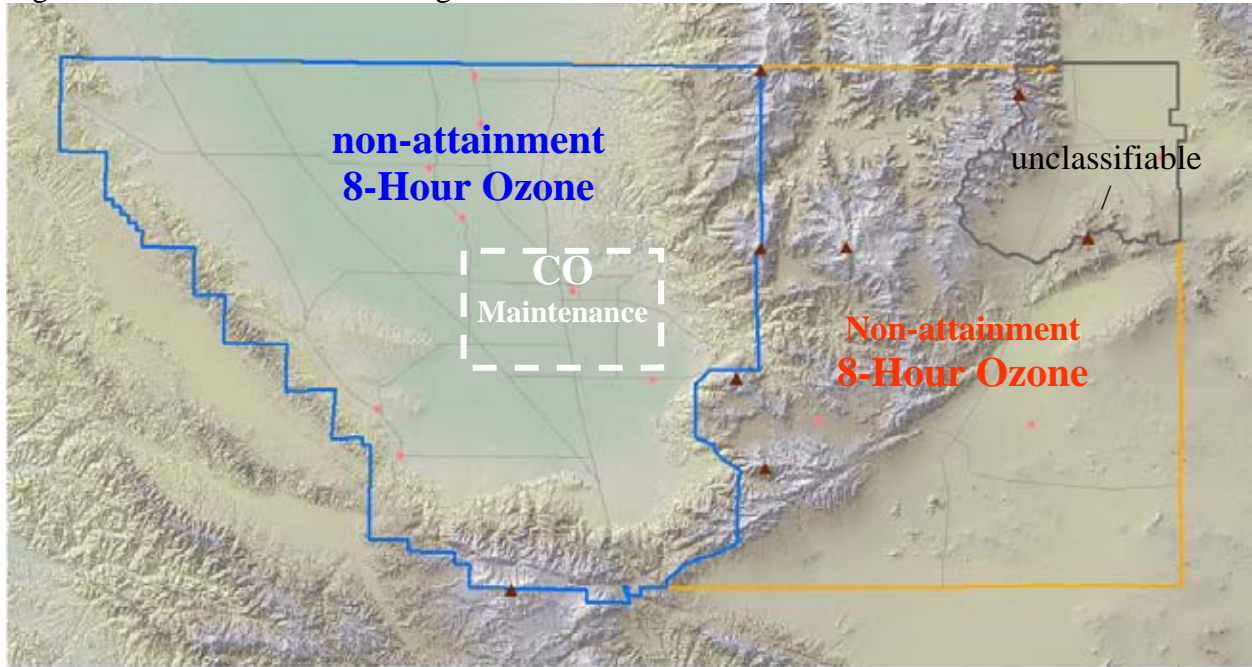 non-attainment
8-Hour Ozone
unclassifiable
/
CO
Maintenance
Non-attainment
8-Hour Ozone